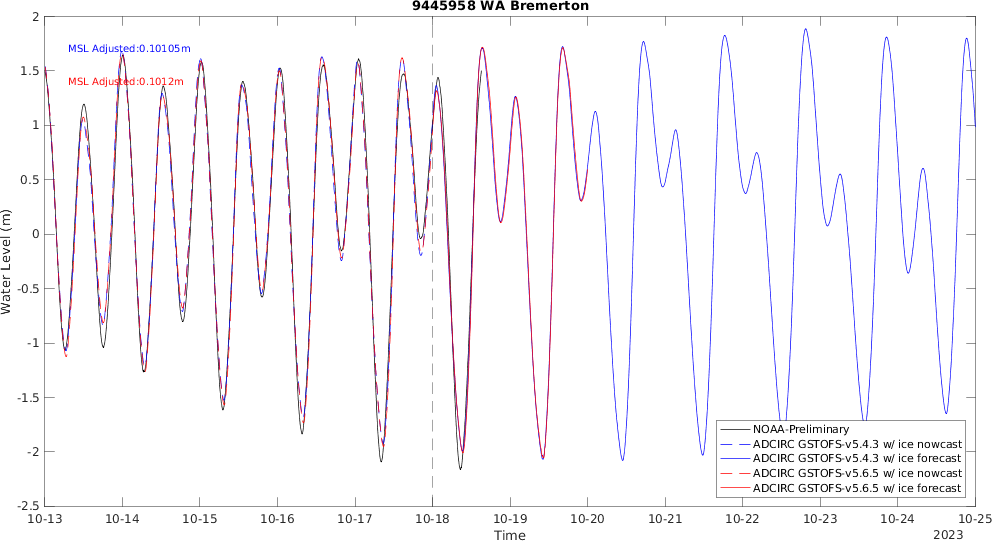 9445958 WA Bremerton
MSL Adjusted:0.10105m
MSL Adjusted:0.1012m
Water Level (m)
2
1.5
1
0.5
0
-0.5
-1
-1.5
-2
-2.5
NOAA-Preliminary
ADCIRC GSTOFS-v5.4.3 w/ ice nowcast
ADCIRC GSTOFS-v5.4.3 w/ ice forecast
ADCIRC GSTOFS-v5.6.5 w/ ice nowcast
ADCIRC GSTOFS-v5.6.5 w/ ice forecast
10-13 10-14 10-15 10-16 10-17 10-18 10-19 10-20 10-21 10-22 10-23 10-24 10-25
Time
2023